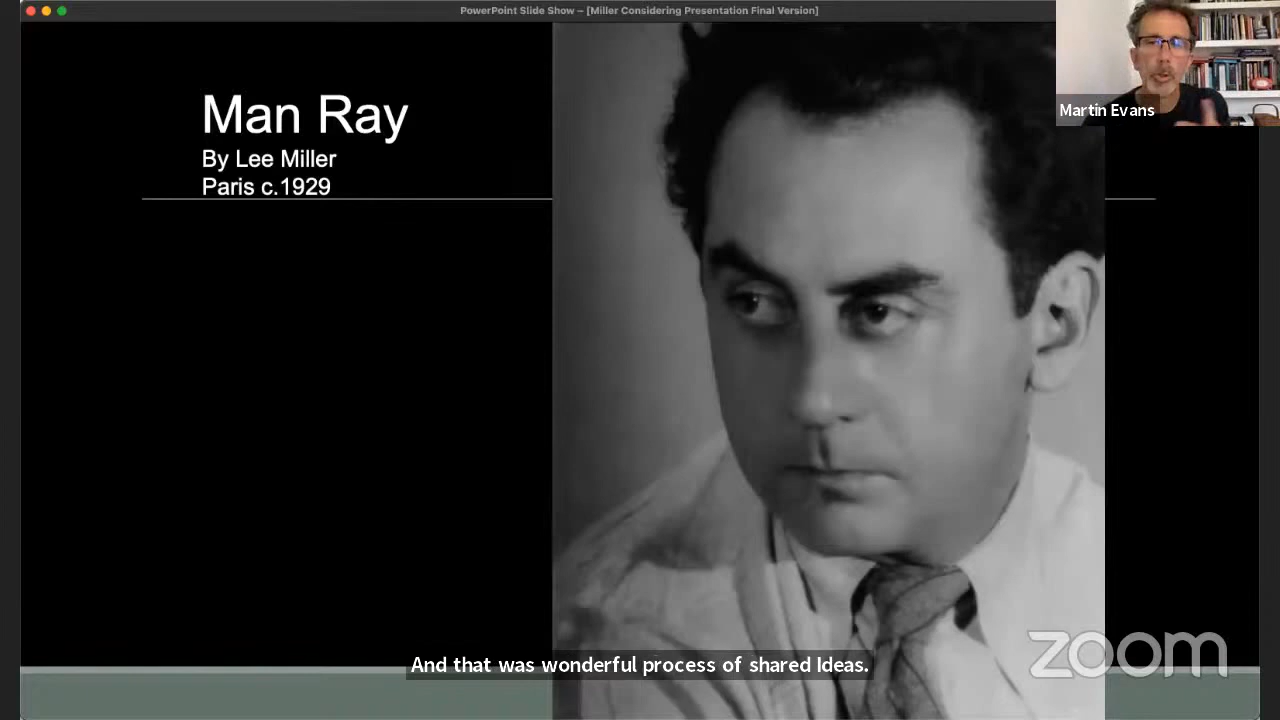 PowerPoint Slide Show – [Miller Considering Presentation Final Version]
Man Ray
By Lee Miller
Paris c.1929
Martin Evans
And that was wonderful process of shared Ideas.
zoom